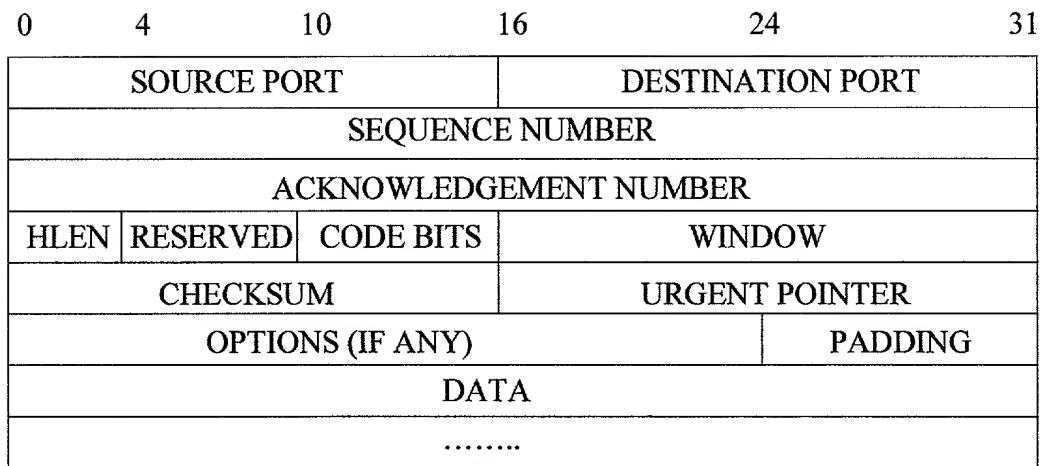 0 4 10 16 24 31
SOURCE PORT DESTINATION PORT
SEQUENCE NUMBER
ACKNOWLEDGEMENT NUMBER
HLEN RESERVED CODE BITS WINDOW
CHECKSUM URGENT POINTER
OPTIONS (IF ANY) PADDING
DATA
........